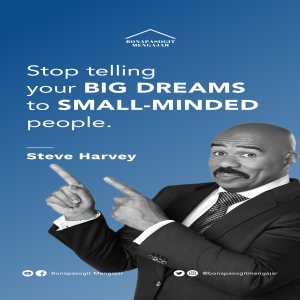 BONAPASOGIT
MENGAJAR
Stop telling
your BIG DREAMS
to SMALL-MINDED
people.
Steve Harvey
Bonapasogit Mengajar
@bonapasogitmengajar